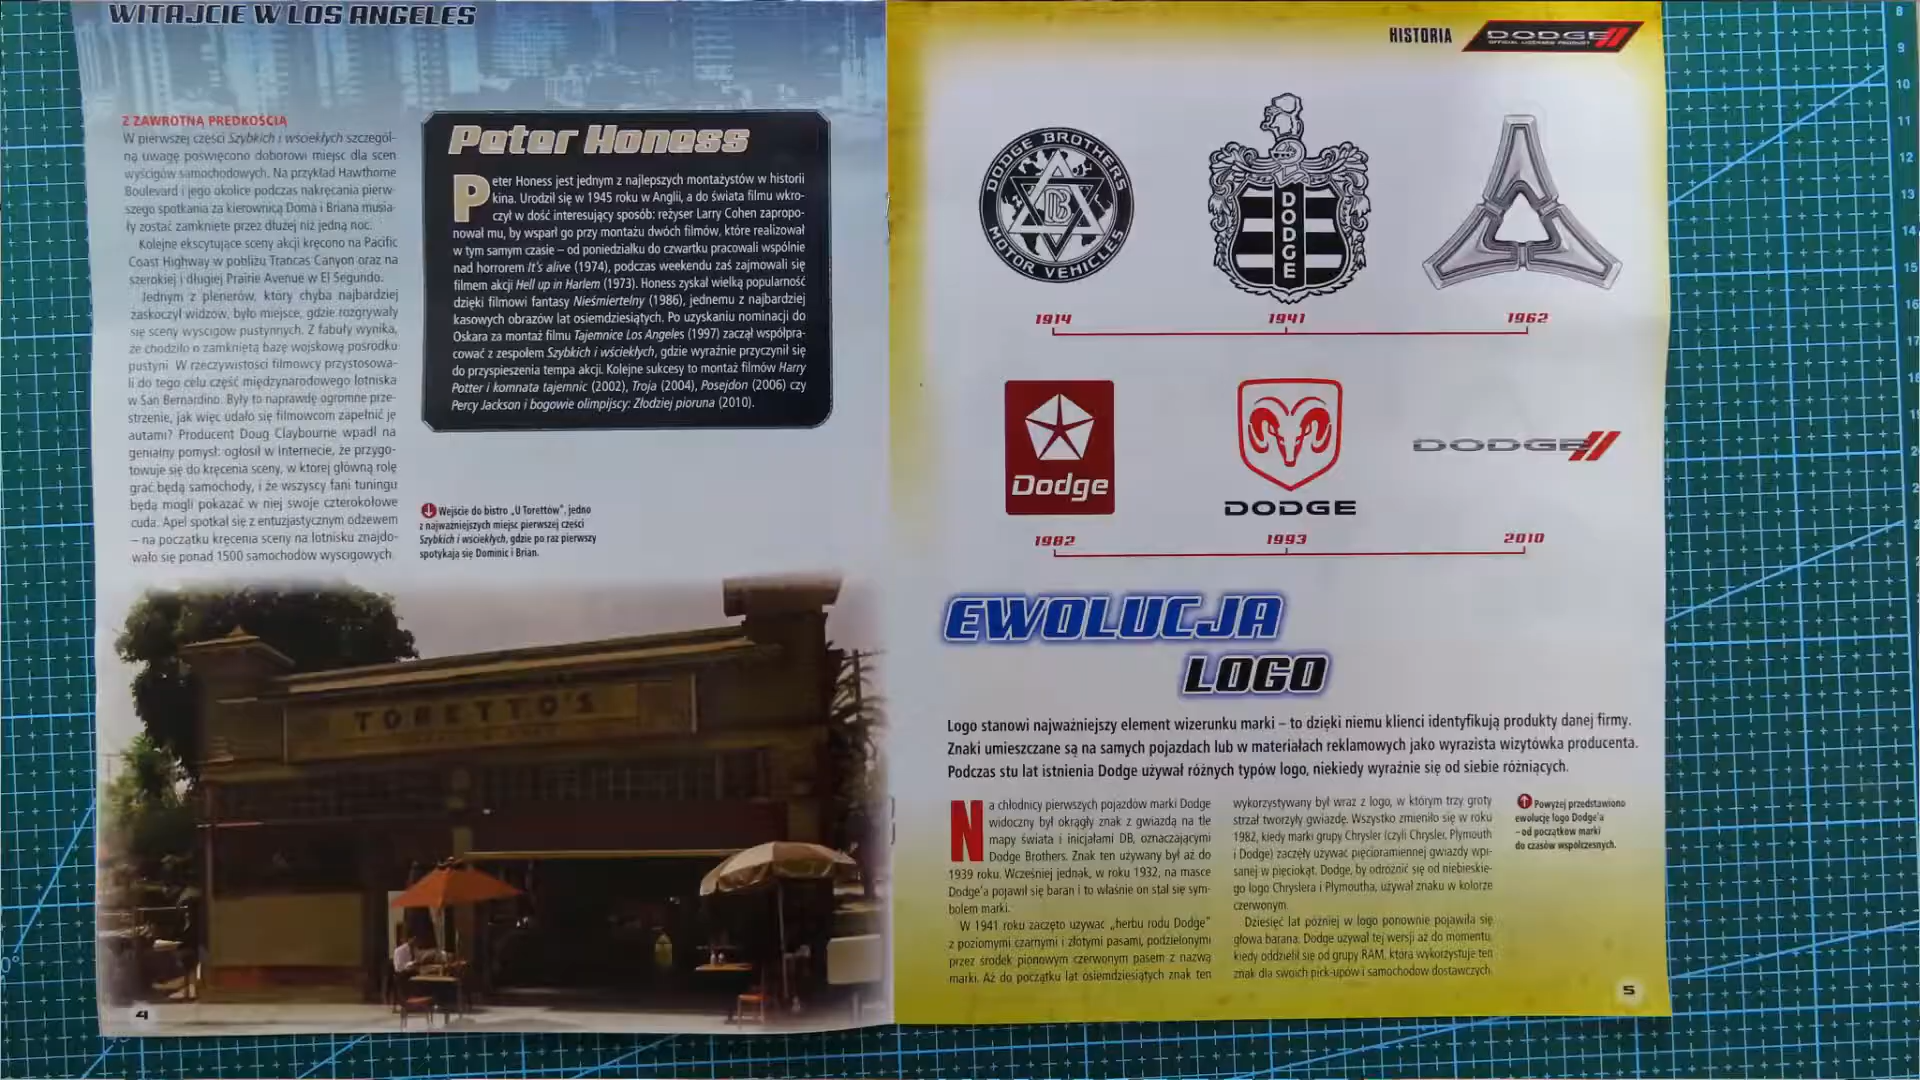 WITAJCIE W LOS ANGELES
Z ZAWROTNĄ PRĘDKOŚCIĄ
W pierwszej części Szybkich i wściekłych szczegól-
ną uwagę poświęcono doborowi miejsc dla scen
wyścigów samochodowych. Na przykład Hawthorne
Boulevard i jego okolice podczas nakręcania pierw-
szego spotkania za kierownicą Doma i Briana musia-
ły zostać zamknięte przez dłużej niż jedną noc.
Kolejne ekscytujące sceny akcji kręcono na Pacific
Coast Highway w pobliżu Trancas Canyon oraz na
szerokiej i długiej Prairie Avenue w El Segundo.
Jednym z plenerów, który chyba najbardziej
zaskoczył widzów, było miejsce, gdzie rozgrywały
się sceny wyścigów pustynnych. Z fabuły wynika,
że chodziło o zamkniętą bazę wojskową pośrodku
pustyni. W rzeczywistości filmowcy przystosowa-
li do tego celu część międzynarodowego lotniska
w San Bernardino. Były to naprawdę ogromne prze-
strzenie, jak więc udało się filmowcom zapełnić je
autami? Producent Doug Claybourne wpadł na
genialny pomysł: ogłosił w Internecie, że przygo-
towuje się do kręcenia sceny, w której główną rolę
grać będą samochody, i że wszyscy fani tuningu
będą mogli pokazać w niej swoje czterokołowe
cuda. Apel spotkał się z entuzjastycznym odzewem
– na początku kręcenia sceny na lotnisku znajdo-
wało się ponad 1500 samochodów wyścigowych
Peter Honess
Peter Honess jest jednym z najlepszych montażystów w historii
kina. Urodził się w 1945 roku w Anglii, a do świata filmu wkro-
czył w dość interesujący sposób: reżyser Larry Cohen zapropo-
nował mu, by wsparł go przy montażu dwóch filmów, które realizował
w tym samym czasie – od poniedziałku do czwartku pracowali wspólnie
nad horrorem It's alive (1974), podczas weekendu zaś zajmowali się
filmem akcji Hell up in Harlem (1973). Honess zyskał wielką popularność
dzięki filmowi fantasy Nieśmiertelny (1986), jednemu z najbardziej
kasowych obrazów lat osiemdziesiątych. Po uzyskaniu nominacji do
Oskara za montaż filmu Tajemnice Los Angeles (1997) zaczął współpra-
cować z zespołem Szybkich i wściekłych, gdzie wyraźnie przyczynił się
do przyspieszenia tempa akcji. Kolejne sukcesy to montaż filmów Harry
Potter i komnata tajemnic (2002), Troja (2004), Posejdon (2006) czy
Percy Jackson i bogowie olimpijscy: Złodziej pioruna (2010).
Wejście do bistro „U Torettów", jedno
z najważniejszych miejsc pierwszej części
Szybkich i wściekłych, gdzie po raz pierwszy
spotykają się Dominic i Brian.
TORETTO'S
4
HISTORIA
DODGE
OFFICIAL LICENSED PRODUCT
DODGE BROTHERS
DB
MOTOR VEHICLES
DODGE
1914 1941 1962
Dodge
DODGE
DODGE
1982 1993 2010
EWOLUCJA
LOGO
Logo stanowi najważniejszy element wizerunku marki – to dzięki niemu klienci identyfikują produkty danej firmy.
Znaki umieszczane są na samych pojazdach lub w materiałach reklamowych jako wyrazista wizytówka producenta.
Podczas stu lat istnienia Dodge używał różnych typów logo, niekiedy wyraźnie się od siebie różniących.
Na chłodnicy pierwszych pojazdów marki Dodge
widoczny był okrągły znak z gwiazdą na tle
mapy świata i inicjałami DB, oznaczającymi
Dodge Brothers. Znak ten używany był aż do
1939 roku. Wcześniej jednak, w roku 1932, na masce
Dodge'a pojawił się baran i to właśnie on stał się sym-
bolem marki.
W 1941 roku zaczęto używać „herbu rodu Dodge"
z poziomymi czarnymi i złotymi pasami, podzielonymi
przez środek pionowym czerwonym pasem z nazwą
marki. Aż do początku lat osiemdziesiątych znak ten
wykorzystywany był wraz z logo, w którym trzy groty
strzał tworzyły gwiazdę. Wszystko zmieniło się w roku
1982, kiedy marki grupy Chrysler (czyli Chrysler, Plymouth
i Dodge) zaczęły używać pięcioramiennej gwiazdy wpi-
sanej w pięciokąt. Dodge, by odróżnić się od niebieskie-
go logo Chryslera i Plymoutha, używał znaku w kolorze
czerwonym.
Dziesięć lat później w logo ponownie pojawiła się
głowa barana. Dodge używał tej wersji aż do momentu,
kiedy oddzielił się od grupy RAM, która wykorzystuje ten
znak dla swoich pick-upów i samochodów dostawczych.
Powyżej przedstawiono
ewolucję logo Dodge'a
– od początków marki
do czasów współczesnych.
5